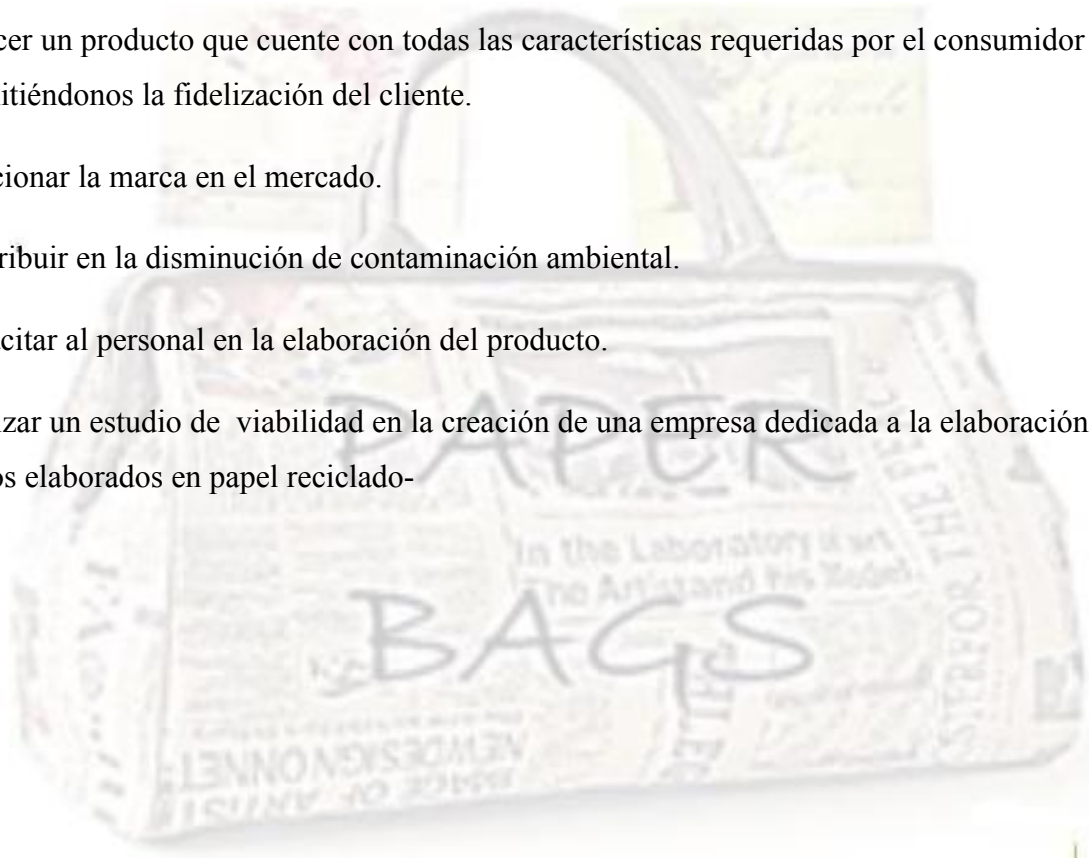 cer un producto que cuente con todas las características requeridas por el consumidor
itiéndonos la fidelización del cliente.
cionar la marca en el mercado.
ribuir en la disminución de contaminación ambiental.
citar al personal en la elaboración del producto.
zar un estudio de  viabilidad en la creación de una empresa dedicada a la elaboración
os elaborados en papel reciclado-
PAPER
In the Laboratory
The Artist and his
BAGS